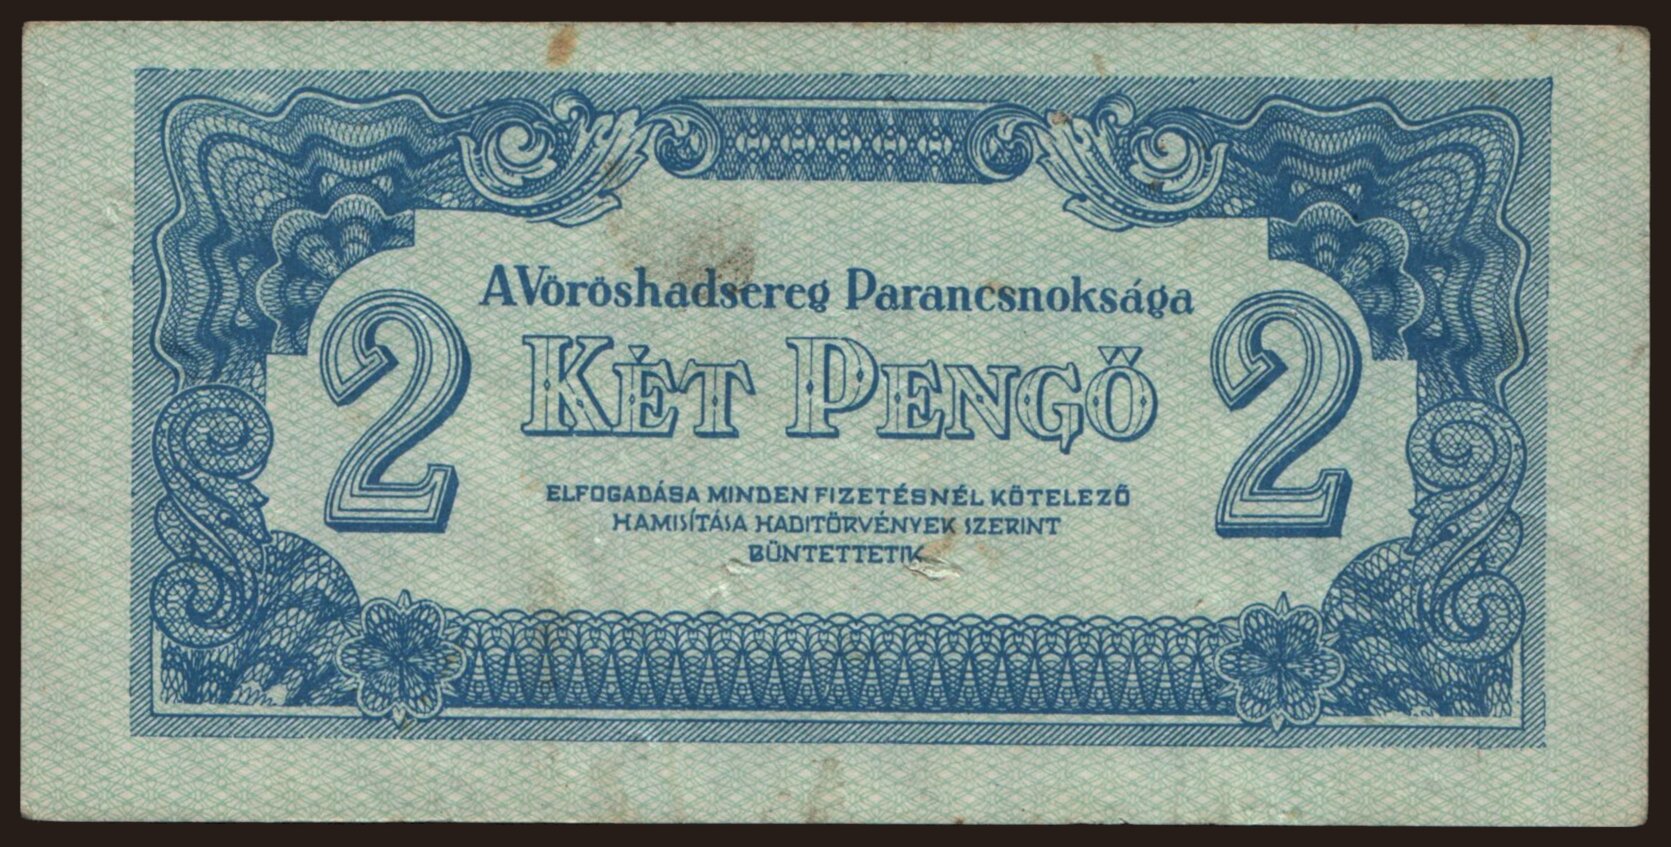 A Vöröshadsereg Parancsnoksága
2 KÉT PENGŐ 2
ELFOGADÁSA MINDEN FIZETÉSNÉL KÖTELEZŐ
HAMISÍTÁSA HADITÖRVÉNYEK SZERINT
BÜNTETTETIK